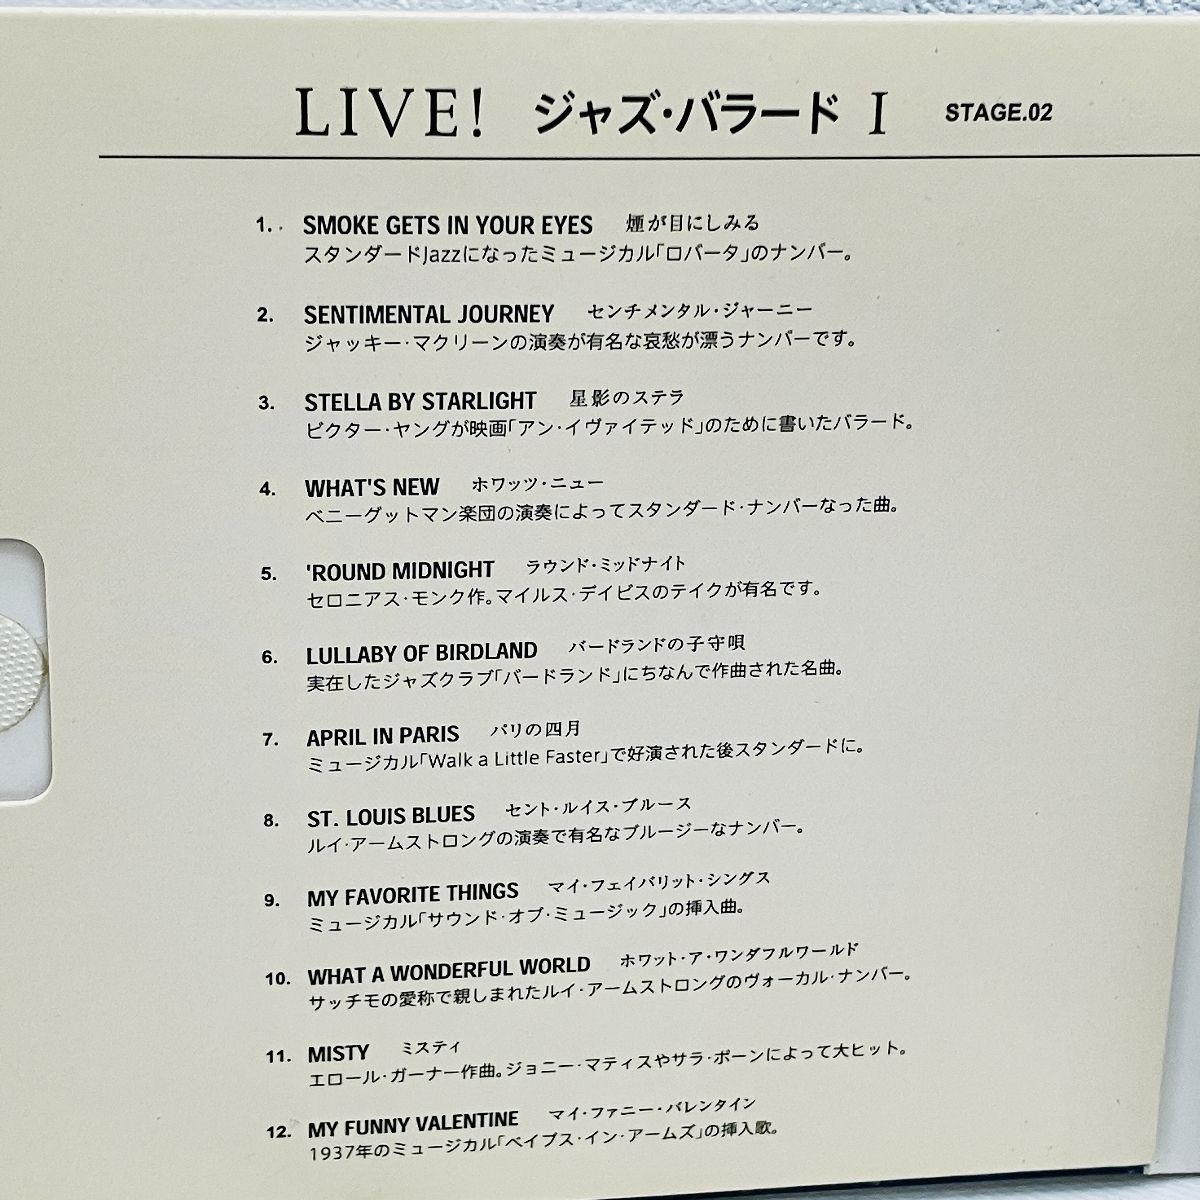 LIVE! ジャズ・バラード I STAGE.02
1. SMOKE GETS IN YOUR EYES 煙が目にしみる
スタンダードJazzになったミュージカル「ロバータ」のナンバー。
2. SENTIMENTAL JOURNEY センチメンタル・ジャーニー
ジャッキー・マクリーンの演奏が有名な哀愁が漂うナンバーです。
3. STELLA BY STARLIGHT 星影のステラ
ビクター・ヤングが映画「アン・イヴァイテッド」のために書いたバラード。
4. WHAT'S NEW ホワッツ・ニュー
ベニーグットマン楽団の演奏によってスタンダード・ナンバーなった曲。
5. 'ROUND MIDNIGHT ラウンド・ミッドナイト
セロニアス・モンク作。マイルス・デイビスのテイクが有名です。
6. LULLABY OF BIRDLAND バードランドの子守唄
実在したジャズクラブ「バードランド」にちなんで作曲された名曲。
7. APRIL IN PARIS パリの四月
ミュージカル「Walk a Little Faster」で好演された後スタンダードに。
8. ST. LOUIS BLUES セント・ルイス・ブルース
ルイ・アームストロングの演奏で有名なブルージーなナンバー。
9. MY FAVORITE THINGS マイ・フェイバリット・シングス
ミュージカル「サウンド・オブ・ミュージック」の挿入曲。
10. WHAT A WONDERFUL WORLD ホワット・ア・ワンダフルワールド
サッチモの愛称で親しまれたルイ・アームストロングのヴォーカル・ナンバー。
11. MISTY ミスティ
エロール・ガーナー作曲。ジョニー・マティスやサラ・ボーンによって大ヒット。
12. MY FUNNY VALENTINE マイ・ファニー・バレンタイン
1937年のミュージカル「ベイブス・イン・アームズ」の挿入歌。